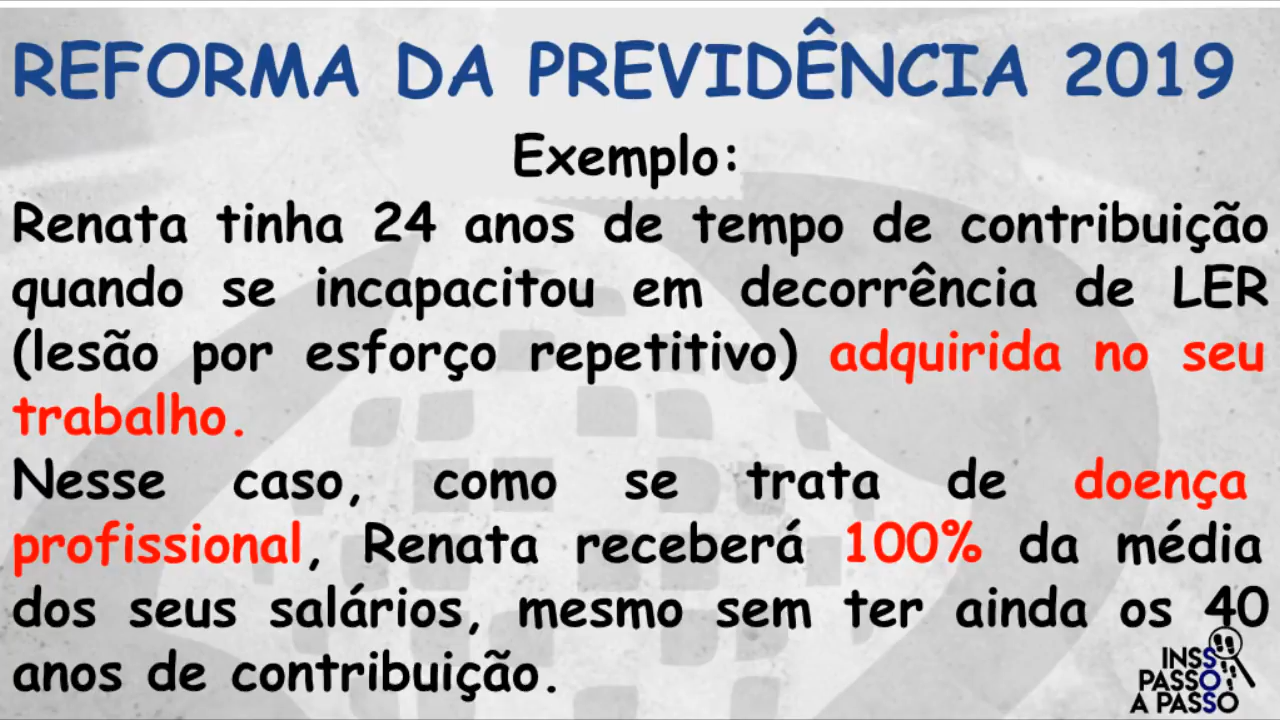 REFORMA DA PREVIDÊNCIA 2019
Exemplo:
Renata tinha 24 anos de tempo de contribuição
quando se incapacitou em decorrência de LER
(lesão por esforço repetitivo) adquirida no seu
trabalho.
Nesse caso, como se trata de doença
profissional, Renata receberá 100% da média
dos seus salários, mesmo sem ter ainda os 40
anos de contribuição.
INSS
PASSO
A PASSO